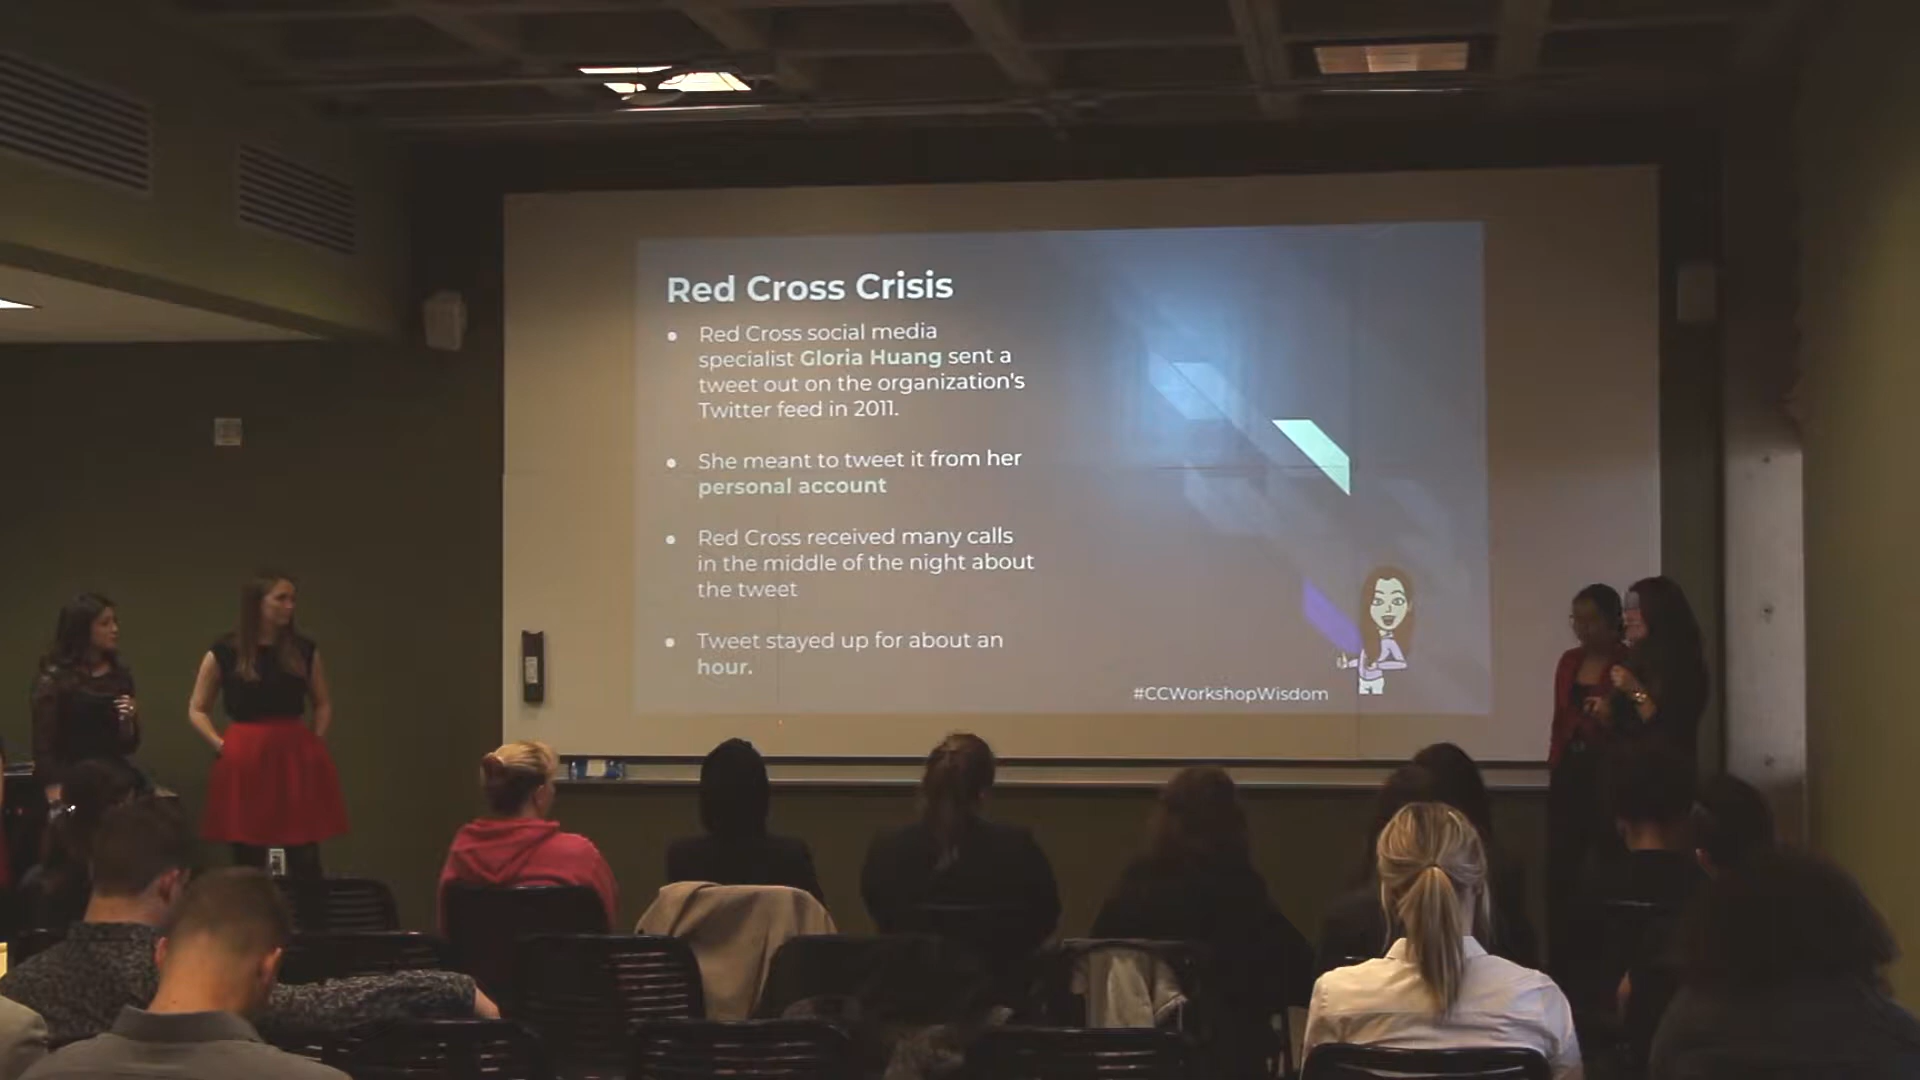 Red Cross Crisis
● Red Cross social media
specialist Gloria Huang sent a
tweet out on the organization's
Twitter feed in 2011.
● She meant to tweet it from her
personal account
● Red Cross received many calls
in the middle of the night about
the tweet
● Tweet stayed up for about an
hour.
#CCWorkshopWisdom